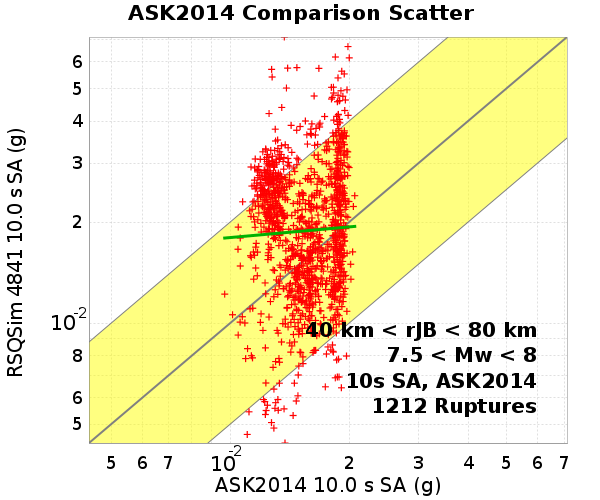 ASK2014 Comparison Scatter
RSQSim 4841 10.0 s SA (g)
6
5
4
3
2
10-2
8
6
5
40 km < rJB < 80 km
7.5 < Mw < 8
10s SA, ASK2014
1212 Ruptures
5 6 7 10-2 2 3 4 5 6 7
ASK2014 10.0 s SA (g)